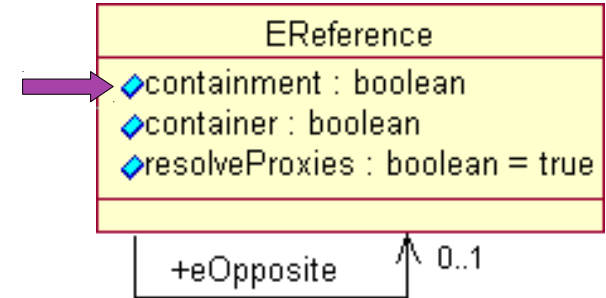 EReference
containment : boolean
container : boolean
resolveProxies : boolean = true
+eOpposite
0..1